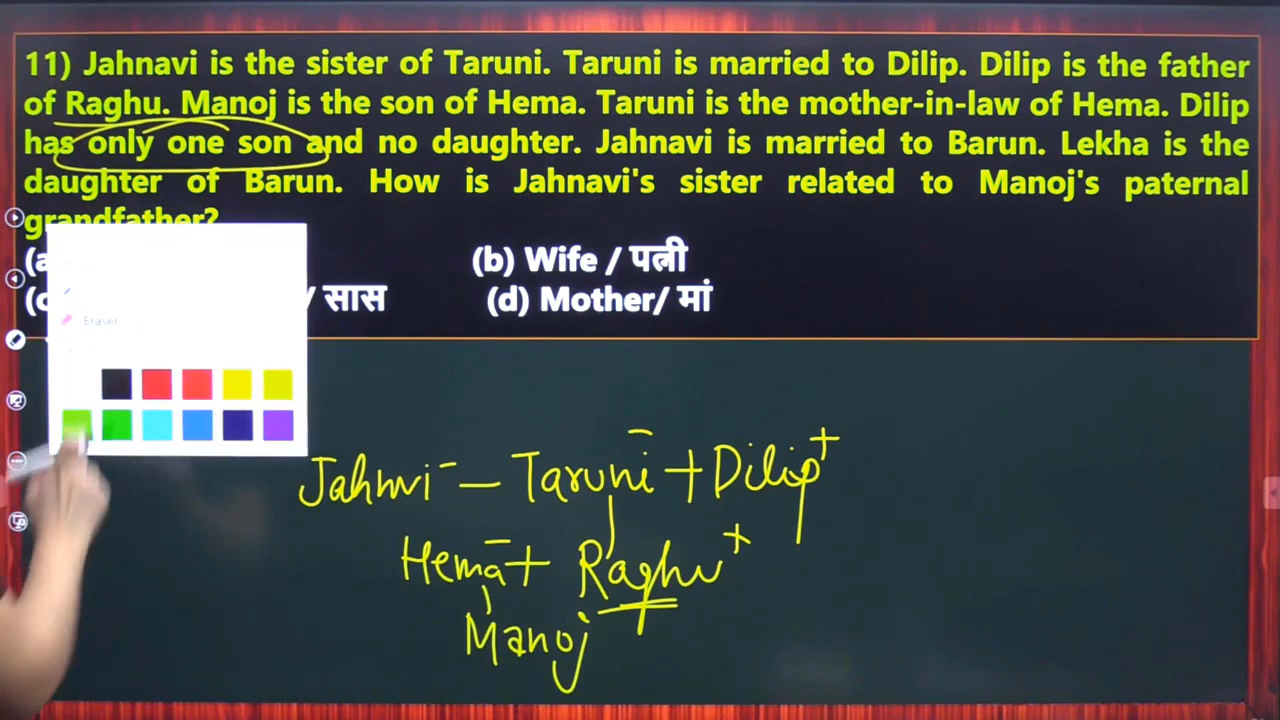 11) Jahnavi is the sister of Taruni. Taruni is married to Dilip. Dilip is the father
of Raghu. Manoj is the son of Hema. Taruni is the mother-in-law of Hema. Dilip
has only one son and no daughter. Jahnavi is married to Barun. Lekha is the
daughter of Barun. How is Jahnavi's sister related to Manoj's paternal
grandfather?
(b) Wife / पत्नी
/ सास (d) Mother/ मां
Eraser
Jahnvi - Taruni + Dilip +
Hema + Raghu +
Manoj